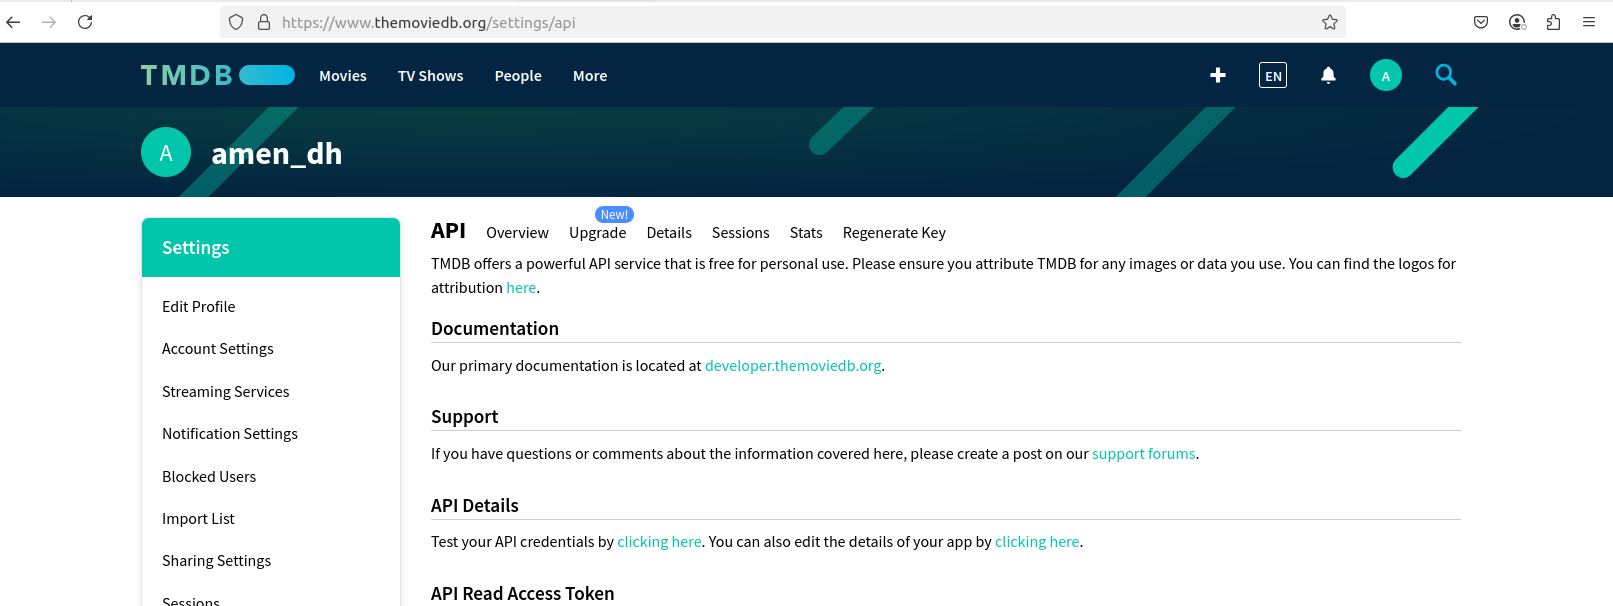 https://www.themoviedb.org/settings/api
TMDB Movies TV Shows People More EN A
A amen_dh
Settings
Edit Profile
Account Settings
Streaming Services
Notification Settings
Blocked Users
Import List
Sharing Settings
Sessions
New!
API Overview Upgrade Details Sessions Stats Regenerate Key
TMDB offers a powerful API service that is free for personal use. Please ensure you attribute TMDB for any images or data you use. You can find the logos for
attribution here.
Documentation
Our primary documentation is located at developer.themoviedb.org.
Support
If you have questions or comments about the information covered here, please create a post on our support forums.
API Details
Test your API credentials by clicking here. You can also edit the details of your app by clicking here.
API Read Access Token